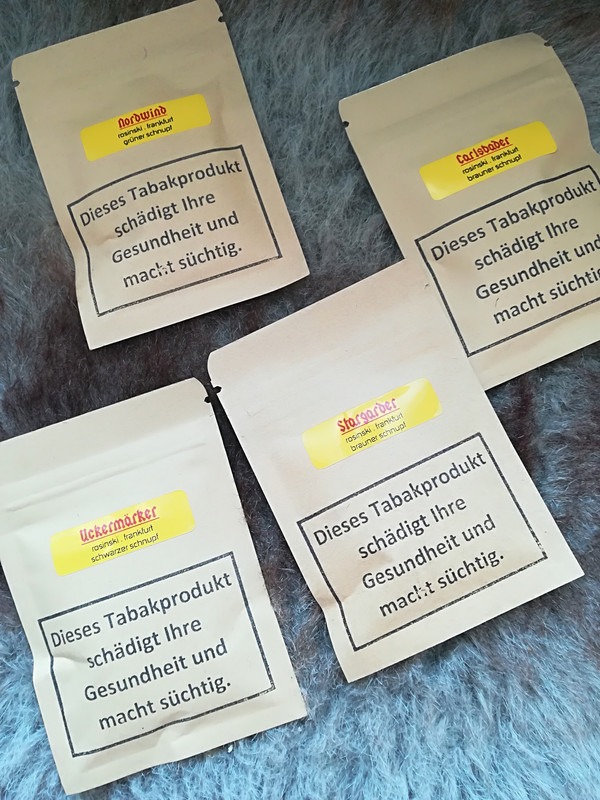 Nordwind
rosinski . frankfurt
grüner schnupf
Dieses Tabakprodukt
schädigt Ihre
Gesundheit und
macht süchtig.
Carlsbader
rosinski . frankfurt
brauner schnupf
Dieses Tabakprodukt
schädigt Ihre
Gesundheit und
macht süchtig
Stargarder
rosinski . frankfurt
brauner schnupf
Dieses Tabakprodukt
schädigt Ihre
Gesundheit und
macht süchtig.
Uckermärker
rosinski . frankfurt
schwarzer schnupf
Dieses Tabakprodukt
schädigt Ihre
Gesundheit und
macht süchtig.